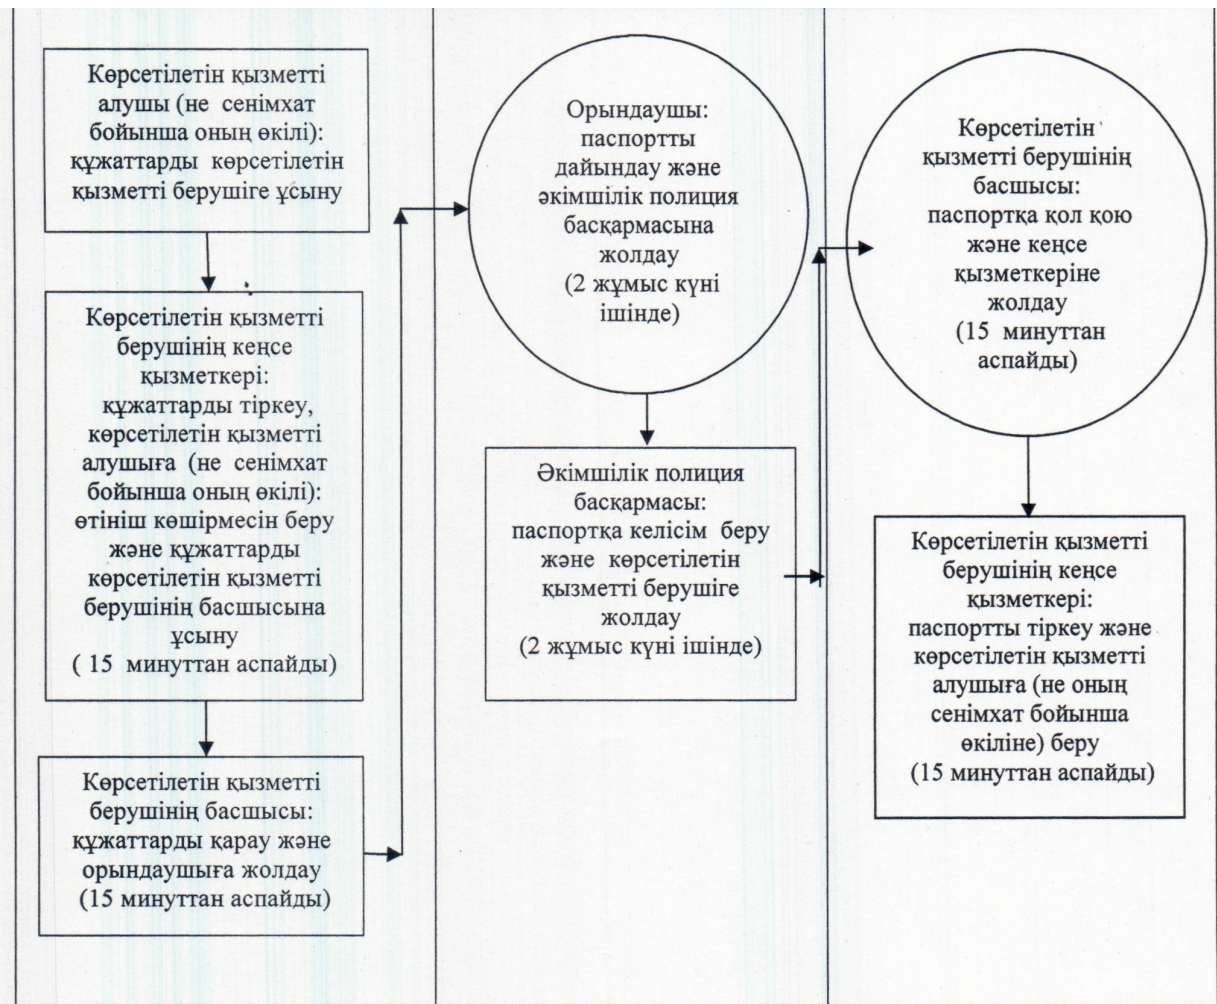 Көрсетілетін қызметті
алушы (не сенімхат
бойынша оның өкілі):
құжаттарды көрсетілетін
қызметті берушіге ұсыну
Көрсетілетін қызметті
берушінің кеңсе
қызметкері:
құжаттарды тіркеу,
көрсетілетін қызметті
алушыға (не сенімхат
бойынша оның өкілі):
өтініш көшірмесін беру
және құжаттарды
көрсетілетін қызметті
берушінің басшысына
ұсыну
( 15 минуттан аспайды)
Көрсетілетін қызметті
берушінің басшысы:
құжаттарды қарау және
орындаушыға жолдау
(15 минуттан аспайды)
Орындаушы:
паспортты
дайындау және
әкімшілік полиция
басқармасына
жолдау
(2 жұмыс күні
ішінде)
Әкімшілік полиция
басқармасы:
паспортқа келісім беру
және көрсетілетін
қызметті берушіге
жолдау
(2 жұмыс күні ішінде)
Көрсетілетін
қызметті берушінің
басшысы:
паспортқа қол қою
және кеңсе
қызметкеріне
жолдау
(15 минуттан
аспайды)
Көрсетілетін қызметті
берушінің кеңсе
қызметкері:
паспортты тіркеу және
көрсетілетін қызметті
алушыға (не оның
сенімхат бойынша
өкіліне) беру
(15 минуттан аспайды)